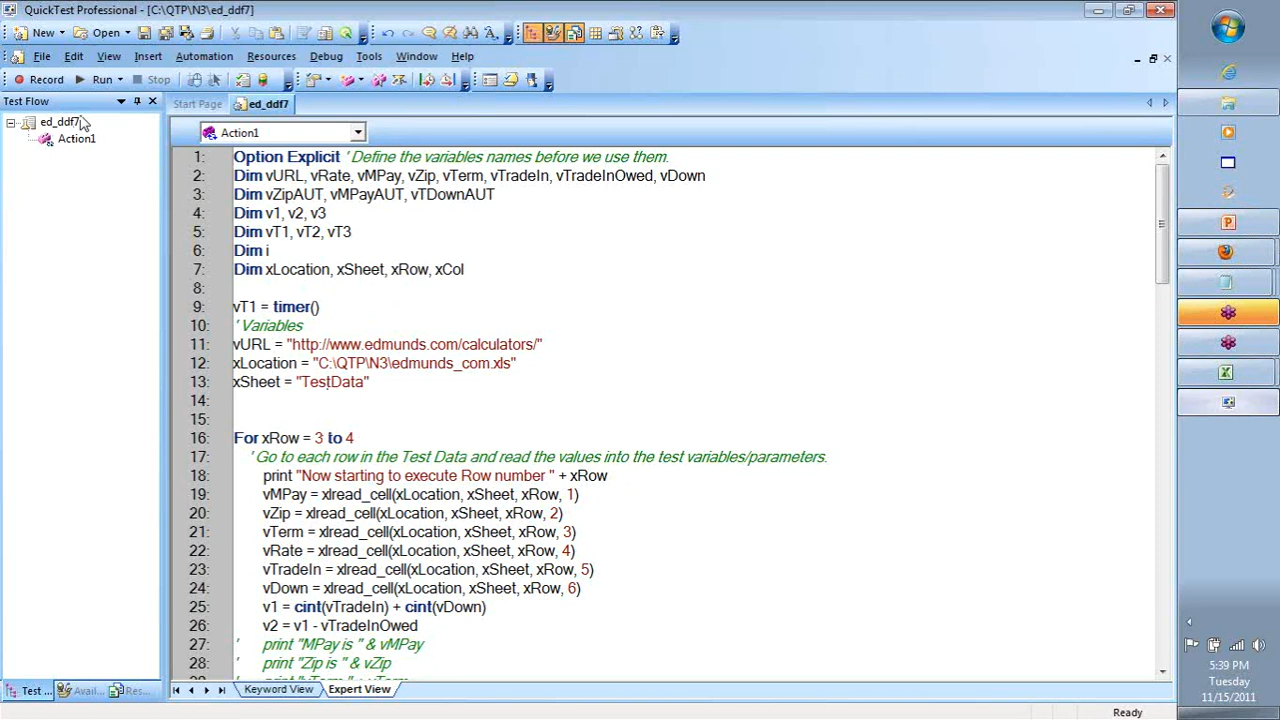 QuickTest Professional - [C:\QTP\N3\ed_ddf7]
New Open
File Edit View Insert Automation Resources Debug Tools Window Help
Record Run Stop
Test Flow
Start Page ed_ddf7
ed_ddf7
Action1
Action1
1: Option Explicit ' Define the variables names before we use them.
2: Dim vURL, vRate, vMPay, vZip, vTerm, vTradeIn, vTradeInOwed, vDown
3: Dim vZipAUT, vMPayAUT, vTDownAUT
4: Dim v1, v2, v3
5: Dim vT1, vT2, vT3
6: Dim i
7: Dim xLocation, xSheet, xRow, xCol
8:
9: vT1 = timer()
10: ' Variables
11: vURL = "http://www.edmunds.com/calculators/"
12: xLocation = "C:\QTP\N3\edmunds_com.xls"
13: xSheet = "TestData"
14:
15:
16: For xRow = 3 to 4
17: ' Go to each row in the Test Data and read the values into the test variables/parameters.
18: print "Now starting to execute Row number " + xRow
19: vMPay = xlread_cell(xLocation, xSheet, xRow, 1)
20: vZip = xlread_cell(xLocation, xSheet, xRow, 2)
21: vTerm = xlread_cell(xLocation, xSheet, xRow, 3)
22: vRate = xlread_cell(xLocation, xSheet, xRow, 4)
23: vTradeIn = xlread_cell(xLocation, xSheet, xRow, 5)
24: vDown = xlread_cell(xLocation, xSheet, xRow, 6)
25: v1 = cint(vTradeIn) + cint(vDown)
26: v2 = v1 - vTradeInOwed
27: ' print "MPay is " & vMPay
28: ' print "Zip is " & vZip
Test ... Avai... Res...
Keyword View Expert View
Ready
5:39 PM
Tuesday
11/15/2011